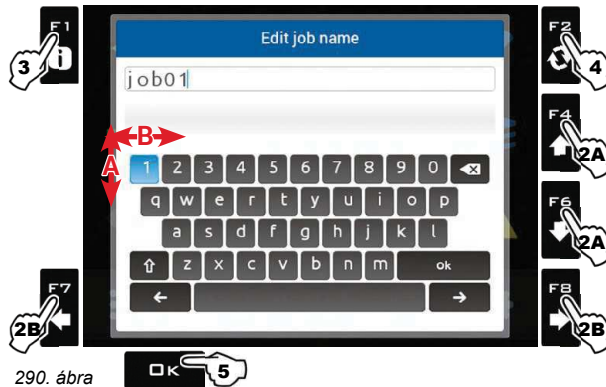 F1
Edit job name
F2
3
4
job01
F4
B
2A
A
1 2 3 4 5 6 7 8 9 0
q w e r t y u i o p
F6
a s d f g h j k l
2A
z x c v b n m ok
F7
F8
2B
2B
290. ábra
OK
5